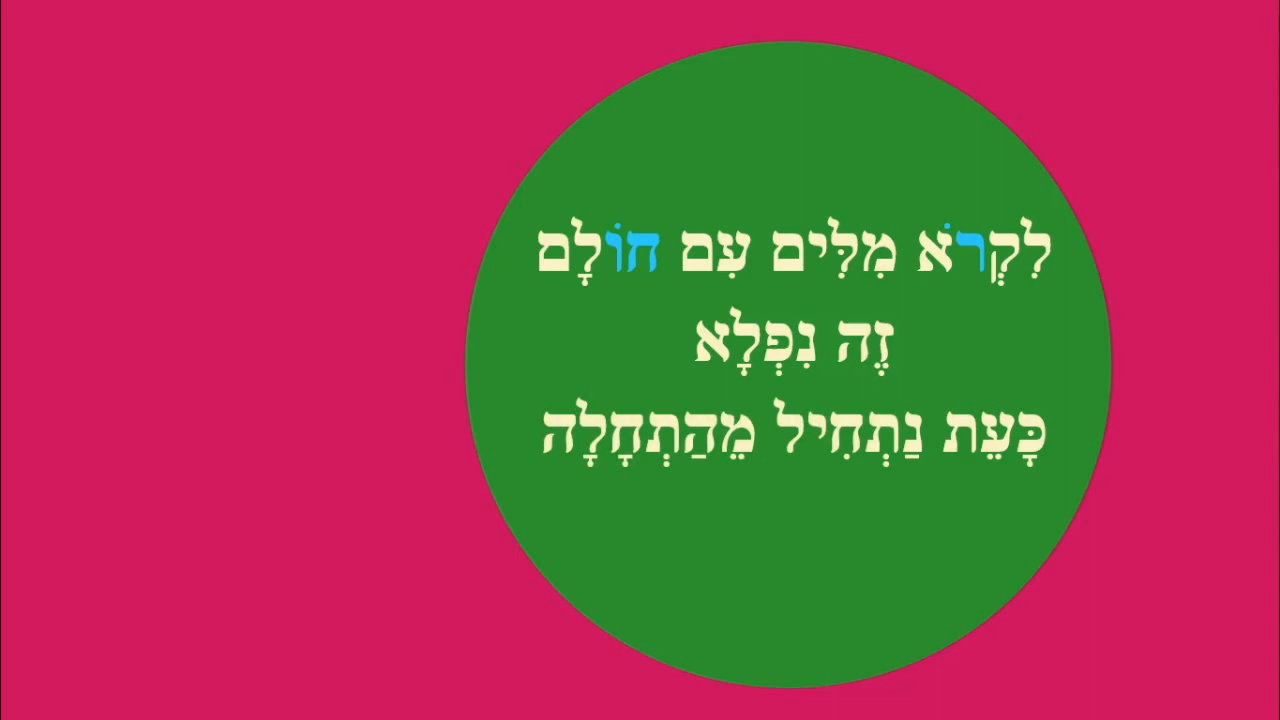 לִקְרֹא מִלִּים עִם חוֹלָם
זֶה נִפְלָא
כָּעֵת נַתְחִיל מֵהַתְחָלָה